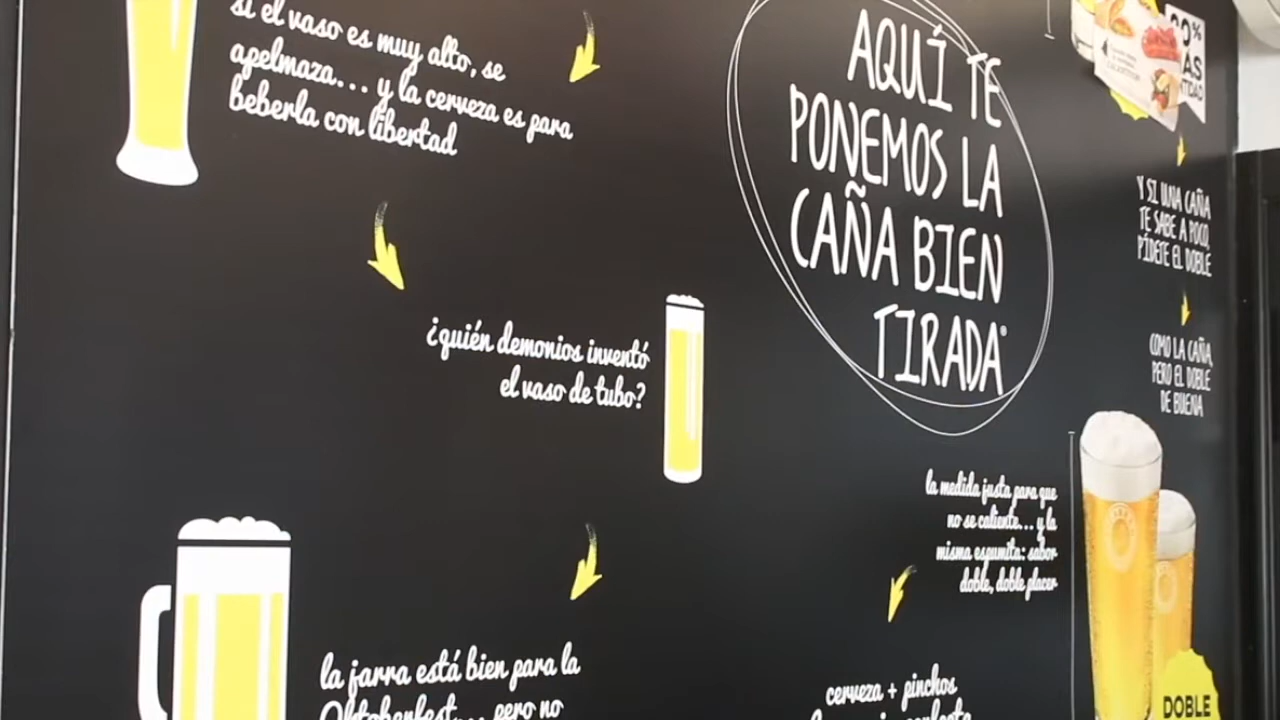 si el vaso es muy alto, se
apelmaza... y la cerveza es para
beberla con libertad
¿quién demonios inventó
el vaso de tubo?
la jarra está bien para la
Oktoberfest... pero no
AQUÍ TE
PONEMOS LA
CAÑA BIEN
TIRADA®
la medida justa para que
no se caliente... y la
misma espumita: sabor
doble, doble placer
cerveza + pinchos
Y SI UNA CAÑA
TE SABE A POCO,
PÍDETE EL DOBLE
COMO LA CAÑA,
PERO EL DOBLE
DE BUENA
DOBLE